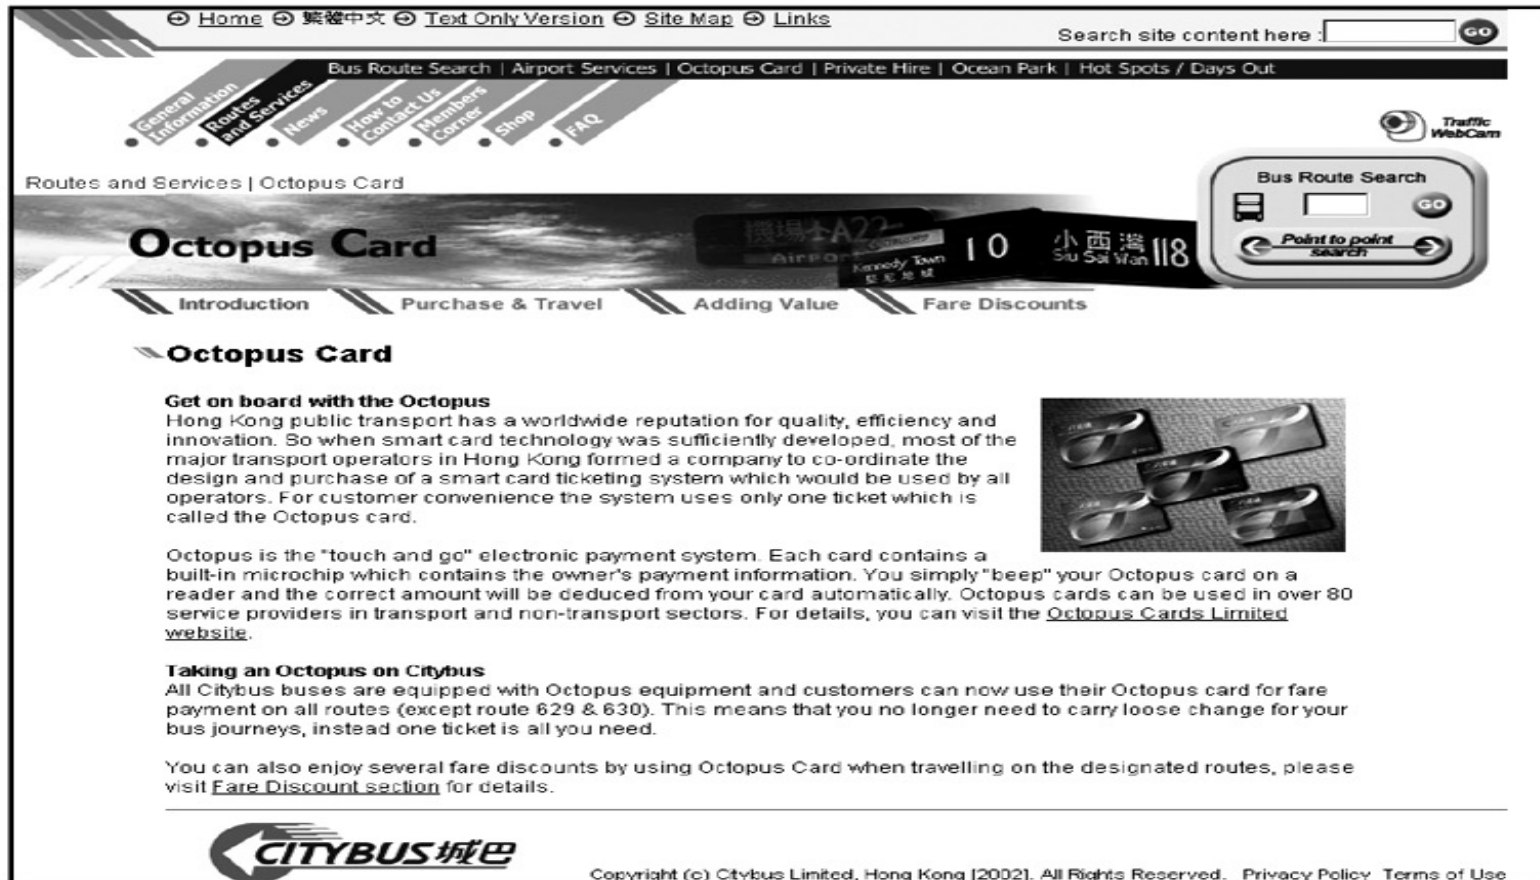 Home 繁體中文 Text Only Version Site Map Links
Search site content here : GO
Bus Route Search | Airport Services | Octopus Card | Private Hire | Ocean Park | Hot Spots / Days Out
General Information
Routes and Services
News
How to Contact Us
Members Corner
Shop
FAQ
Traffic WebCam
Routes and Services | Octopus Card
Bus Route Search
GO
Point to point search
Octopus Card
機場 A22
Airport
Kennedy Town
10
小西灣 118
Siu Sai Wan
Introduction Purchase & Travel Adding Value Fare Discounts
Octopus Card
Get on board with the Octopus
Hong Kong public transport has a worldwide reputation for quality, efficiency and
innovation. So when smart card technology was sufficiently developed, most of the
major transport operators in Hong Kong formed a company to co-ordinate the
design and purchase of a smart card ticketing system which would be used by all
operators. For customer convenience the system uses only one ticket which is
called the Octopus card.
Octopus is the "touch and go" electronic payment system. Each card contains a
built-in microchip which contains the owner's payment information. You simply "beep" your Octopus card on a
reader and the correct amount will be deduced from your card automatically. Octopus cards can be used in over 80
service providers in transport and non-transport sectors. For details, you can visit the Octopus Cards Limited
website.
Taking an Octopus on Citybus
All Citybus buses are equipped with Octopus equipment and customers can now use their Octopus card for fare
payment on all routes (except route 629 & 630). This means that you no longer need to carry loose change for your
bus journeys, instead one ticket is all you need.
You can also enjoy several fare discounts by using Octopus Card when travelling on the designated routes, please
visit Fare Discount section for details.
CITYBUS 城巴
Copyright (c) Citybus Limited, Hong Kong [2002]. All Rights Reserved. Privacy Policy Terms of Use